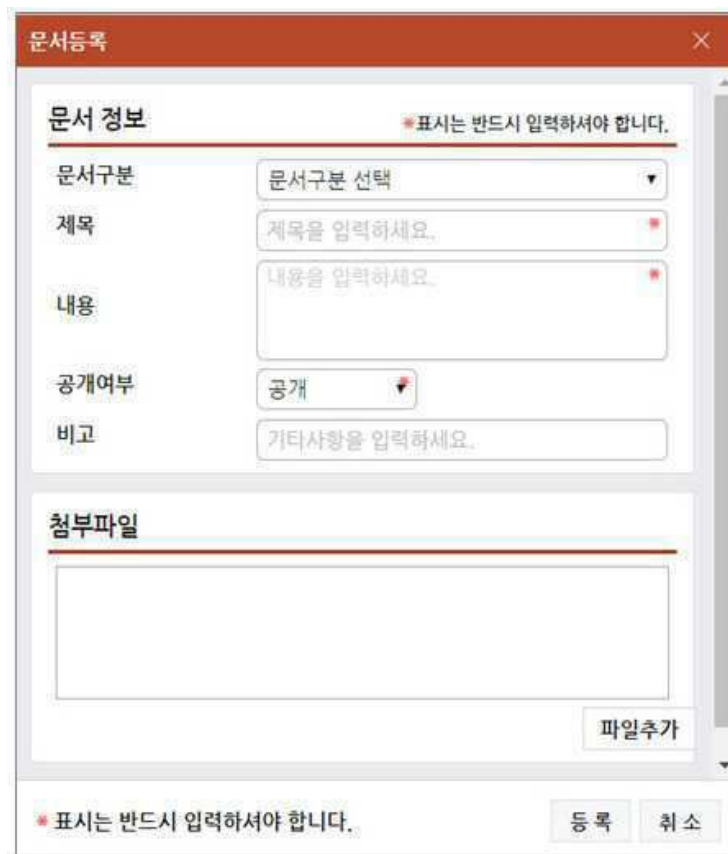 문서등록
문서 정보
※표시는 반드시 입력하셔야 합니다.
문서구분
문서구분 선택
제목
제목을 입력하세요.
내용
내용을 입력하세요.
공개여부
공개
비고
기타사항을 입력하세요.
첨부파일
파일추가
※ 표시는 반드시 입력하셔야 합니다.
등 록
취 소